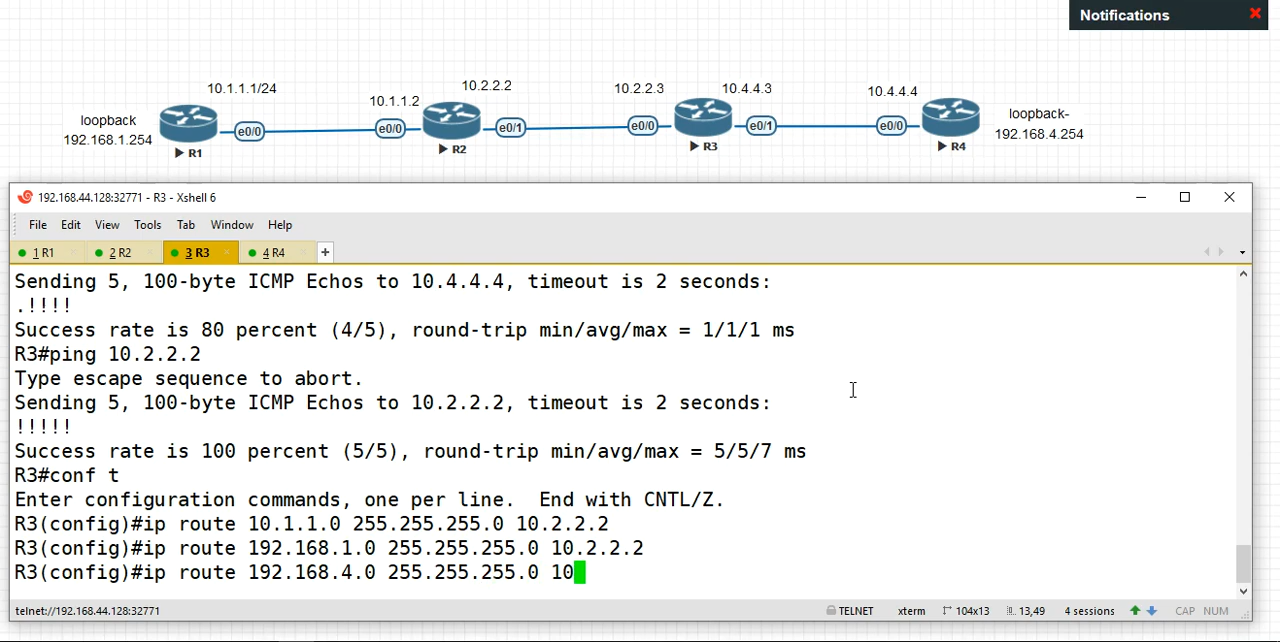 Notifications
10.1.1.1/24
10.2.2.2
10.2.2.3
10.4.4.3
10.4.4.4
10.1.1.2
loopback
192.168.1.254
loopback-
192.168.4.254
e0/0
e0/0
e0/1
e0/0
e0/1
e0/0
R1
R2
R3
R4
192.168.44.128:32771 - R3 - Xshell 6
File Edit View Tools Tab Window Help
1 R1 2 R2 3 R3 4 R4
Sending 5, 100-byte ICMP Echos to 10.4.4.4, timeout is 2 seconds:
.!!!!
Success rate is 80 percent (4/5), round-trip min/avg/max = 1/1/1 ms
R3#ping 10.2.2.2
Type escape sequence to abort.
Sending 5, 100-byte ICMP Echos to 10.2.2.2, timeout is 2 seconds:
!!!!!
Success rate is 100 percent (5/5), round-trip min/avg/max = 5/5/7 ms
R3#conf t
Enter configuration commands, one per line.  End with CNTL/Z.
R3(config)#ip route 10.1.1.0 255.255.255.0 10.2.2.2
R3(config)#ip route 192.168.1.0 255.255.255.0 10.2.2.2
R3(config)#ip route 192.168.4.0 255.255.255.0 10
telnet://192.168.44.128:32771 TELNET xterm 104x13 13,49 4 sessions CAP NUM